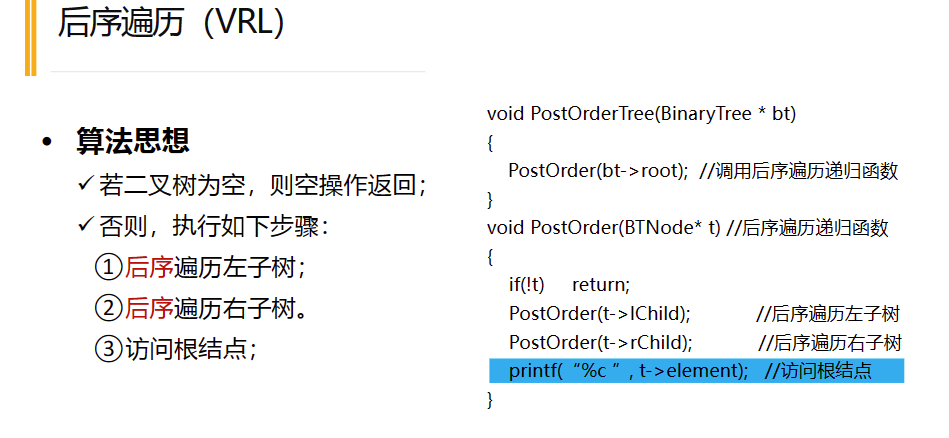 后序遍历（VRL）
• 算法思想
✓若二叉树为空，则空操作返回；
✓否则，执行如下步骤：
①后序遍历左子树；
②后序遍历右子树。
③访问根结点；
void PostOrderTree(BinaryTree * bt)
{
PostOrder(bt->root); //调用后序遍历递归函数
}
void PostOrder(BTNode* t) //后序遍历递归函数
{
if(!t) return;
PostOrder(t->lChild); //后序遍历左子树
PostOrder(t->rChild); //后序遍历右子树
printf(“%c ”, t->element); //访问根结点
}